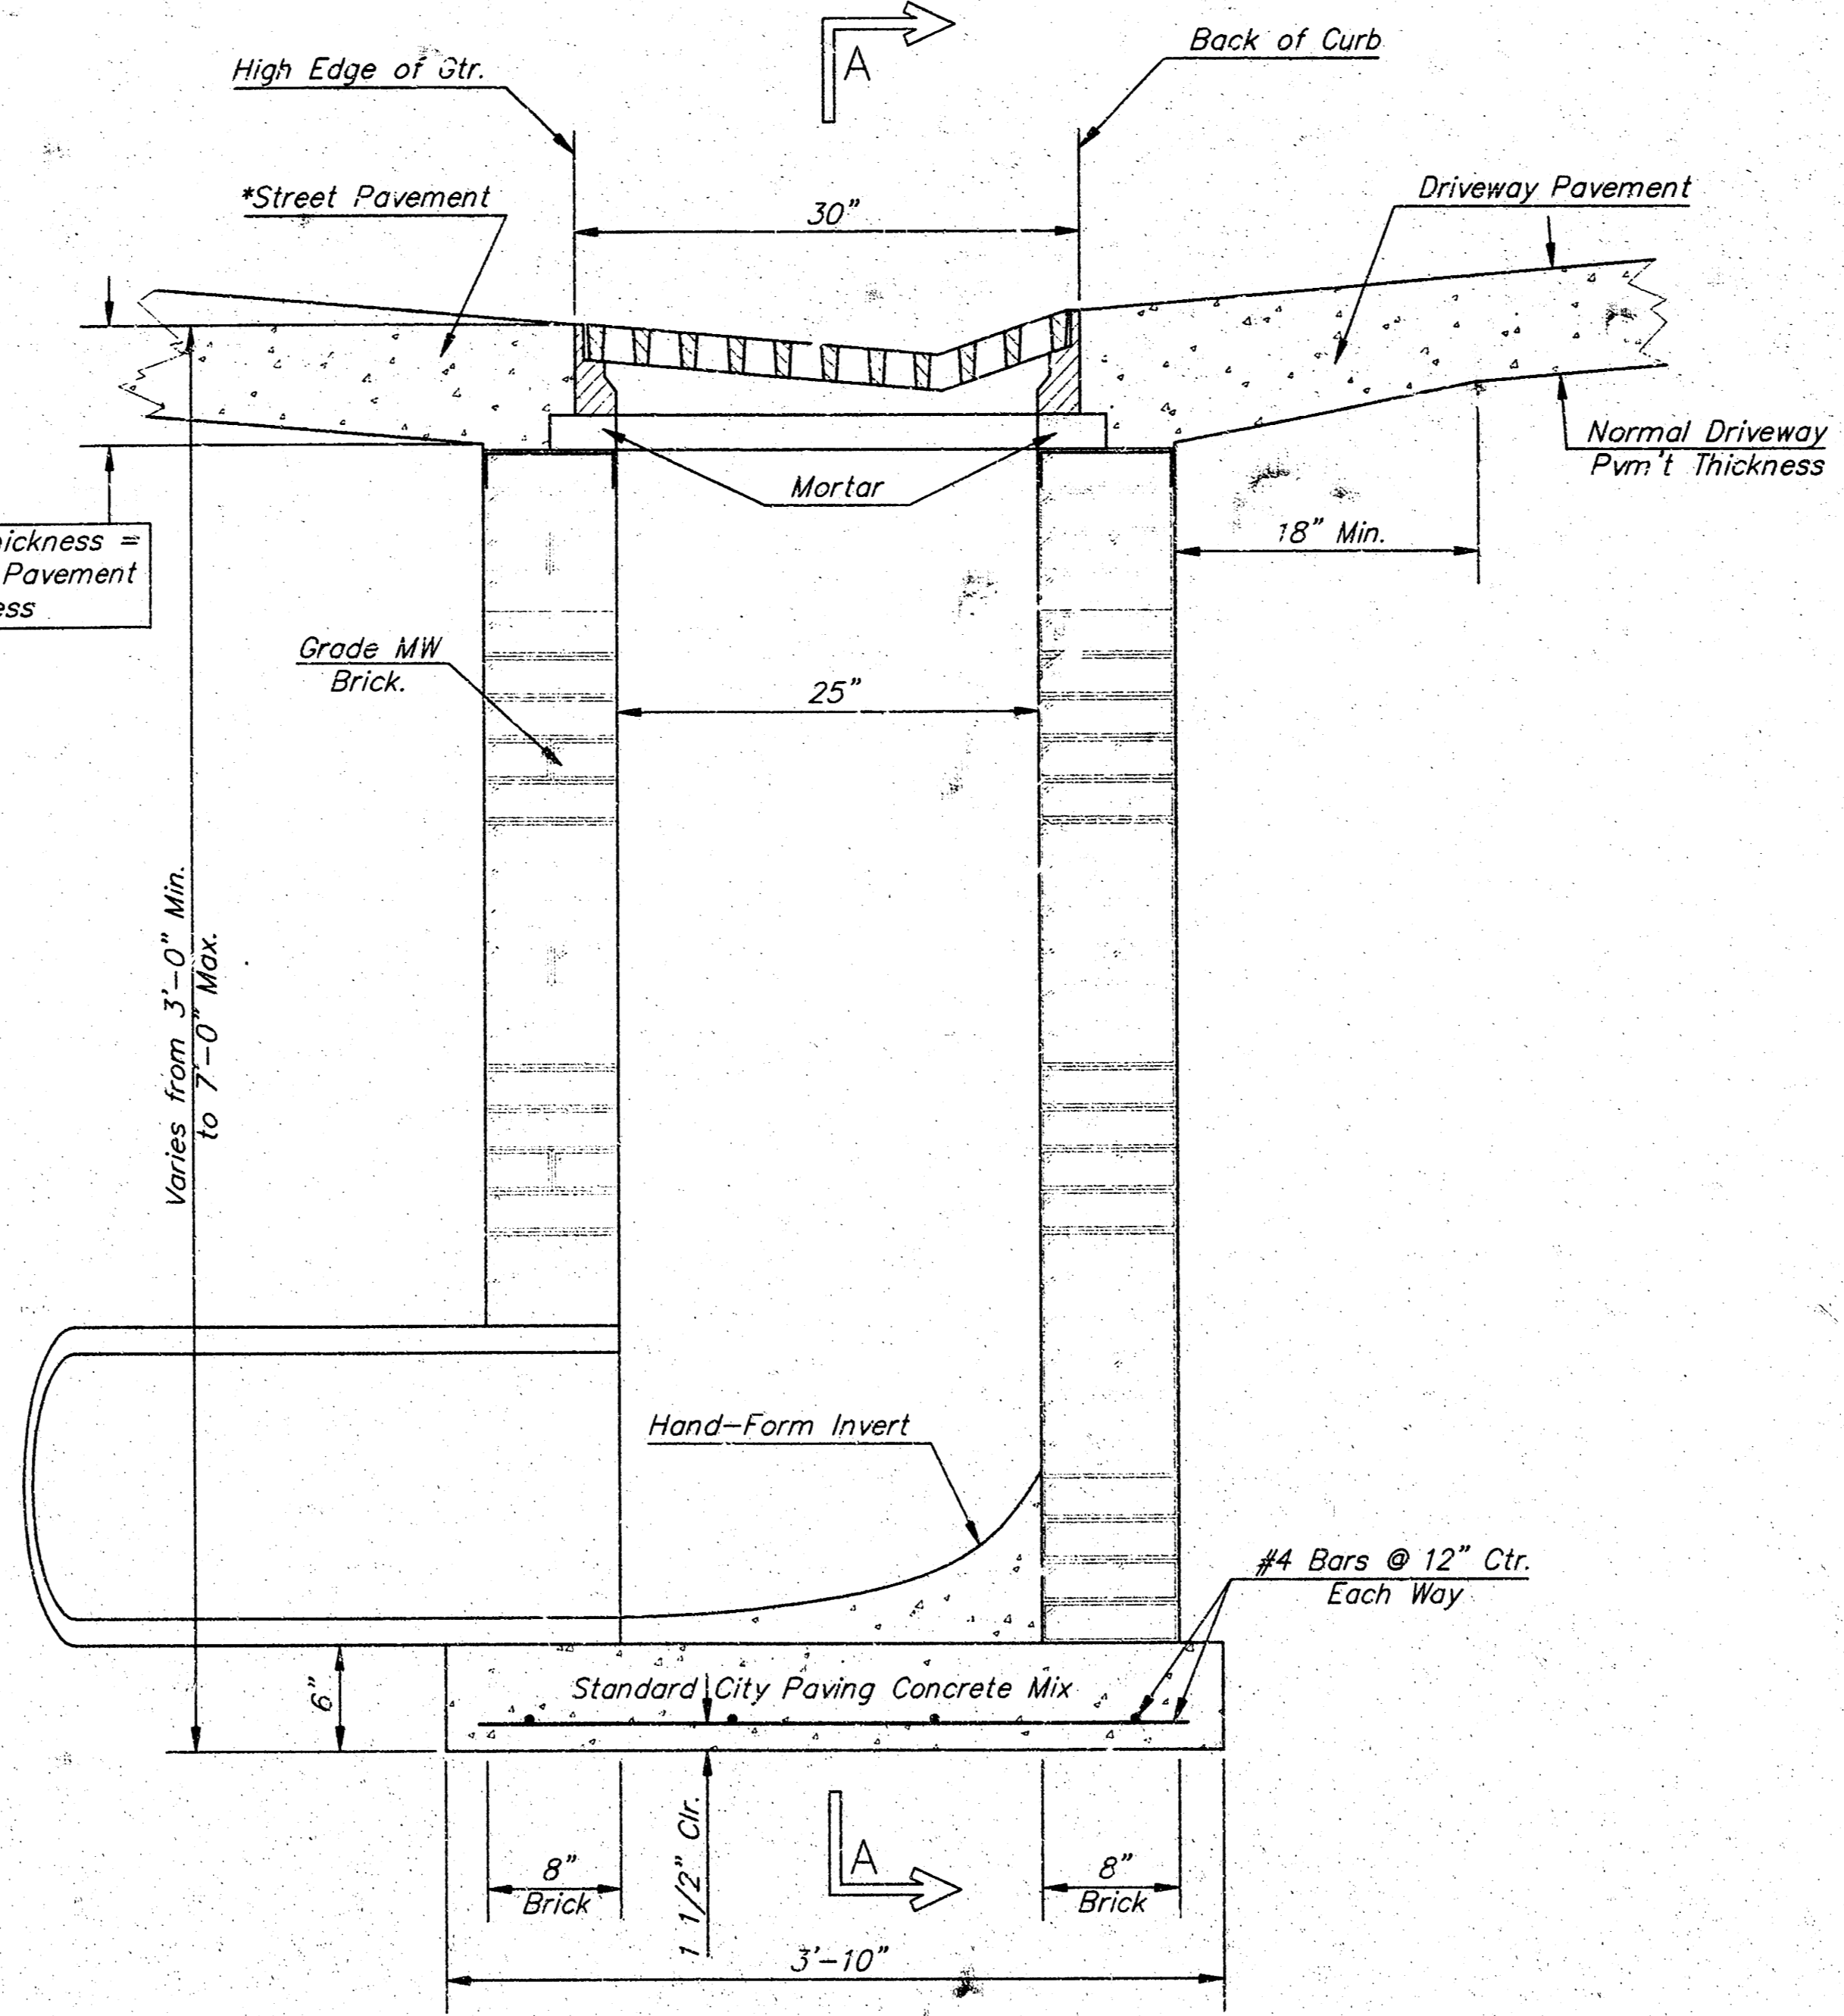 A
Back of Curb
High Edge of Gtr.
*Street Pavement
30"
Driveway Pavement
Mortar
Normal Driveway
Pvm't Thickness
18" Min.
Thickness =
Pavement
Grade MW
Brick.
25"
Varies from 3'-0" Min.
to 7'-0" Max.
Hand-Form Invert
#4 Bars @ 12" Ctr.
Each Way
6"
Standard City Paving Concrete Mix
1 1/2" Clr.
A
8"
Brick
8"
Brick
3'-10"